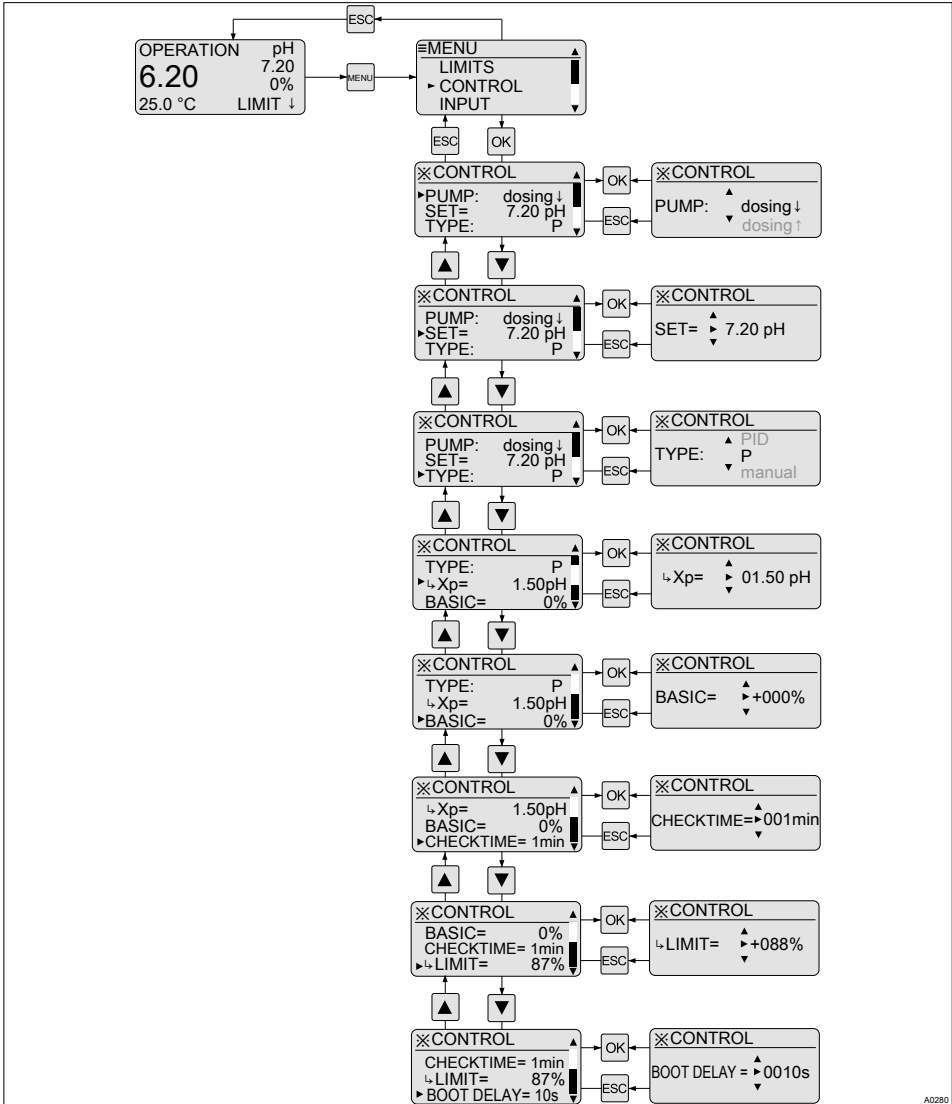 ESC
OPERATION pH
6.20 7.20
0%
25.0 °C LIMIT ↓
MENU
≡MENU
LIMITS
►CONTROL
INPUT
ESC
OK
※CONTROL
►PUMP: dosing↓
SET= 7.20 pH
TYPE: P
OK
ESC
※CONTROL
PUMP: dosing↓
dosing↑
▲
▼
※CONTROL
PUMP: dosing↓
►SET= 7.20 pH
TYPE: P
OK
ESC
※CONTROL
SET= ► 7.20 pH
▲
▼
※CONTROL
PUMP: dosing↓
SET= 7.20 pH
►TYPE: P
OK
ESC
※CONTROL
PID
TYPE: P
manual
▲
▼
※CONTROL
TYPE: P
►↳Xp= 1.50pH
BASIC= 0%
OK
ESC
※CONTROL
↳Xp= ► 01.50 pH
▲
▼
※CONTROL
TYPE: P
↳Xp= 1.50pH
►BASIC= 0%
OK
ESC
※CONTROL
BASIC= ►+000%
▲
▼
※CONTROL
↳Xp= 1.50pH
BASIC= 0%
►CHECKTIME= 1min
OK
ESC
※CONTROL
CHECKTIME=►001min
▲
▼
※CONTROL
BASIC= 0%
CHECKTIME= 1min
►↳LIMIT= 87%
OK
ESC
※CONTROL
↳LIMIT= ►+088%
▲
▼
※CONTROL
CHECKTIME= 1min
↳LIMIT= 87%
►BOOT DELAY= 10s
OK
ESC
※CONTROL
BOOT DELAY = ►0010s
A0280